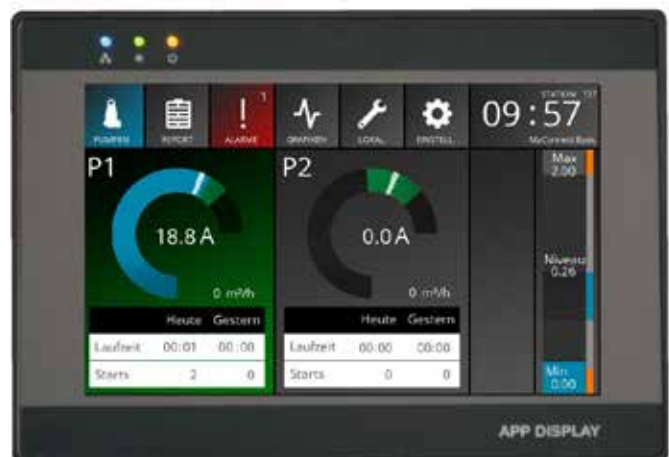 PUMPEN
REPORT
1
ALARME
GRAFIKEN
LOKAL
EINSTELL.
09:57
P1
18.8 A
0 m³/h
Heute Gestern
Laufzeit 00:01 00:00
Starts 2 0
P2
0.0 A
0 m³/h
Heute Gestern
Laufzeit 00:00 00:00
Starts 0 0
Max
2.00
Niveau
0.26
Min
0.00
APP DISPLAY